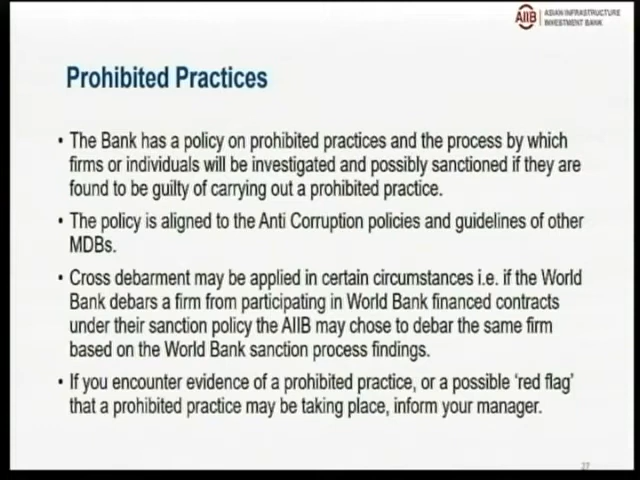 AIIB
ASIAN INFRASTRUCTURE
INVESTMENT BANK
Prohibited Practices
• The Bank has a policy on prohibited practices and the process by which
firms or individuals will be investigated and possibly sanctioned if they are
found to be guilty of carrying out a prohibited practice.
• The policy is aligned to the Anti Corruption policies and guidelines of other
MDBs.
• Cross debarment may be applied in certain circumstances i.e. if the World
Bank debars a firm from participating in World Bank financed contracts
under their sanction policy the AIIB may chose to debar the same firm
based on the World Bank sanction process findings.
• If you encounter evidence of a prohibited practice, or a possible 'red flag'
that a prohibited practice may be taking place, inform your manager.
27